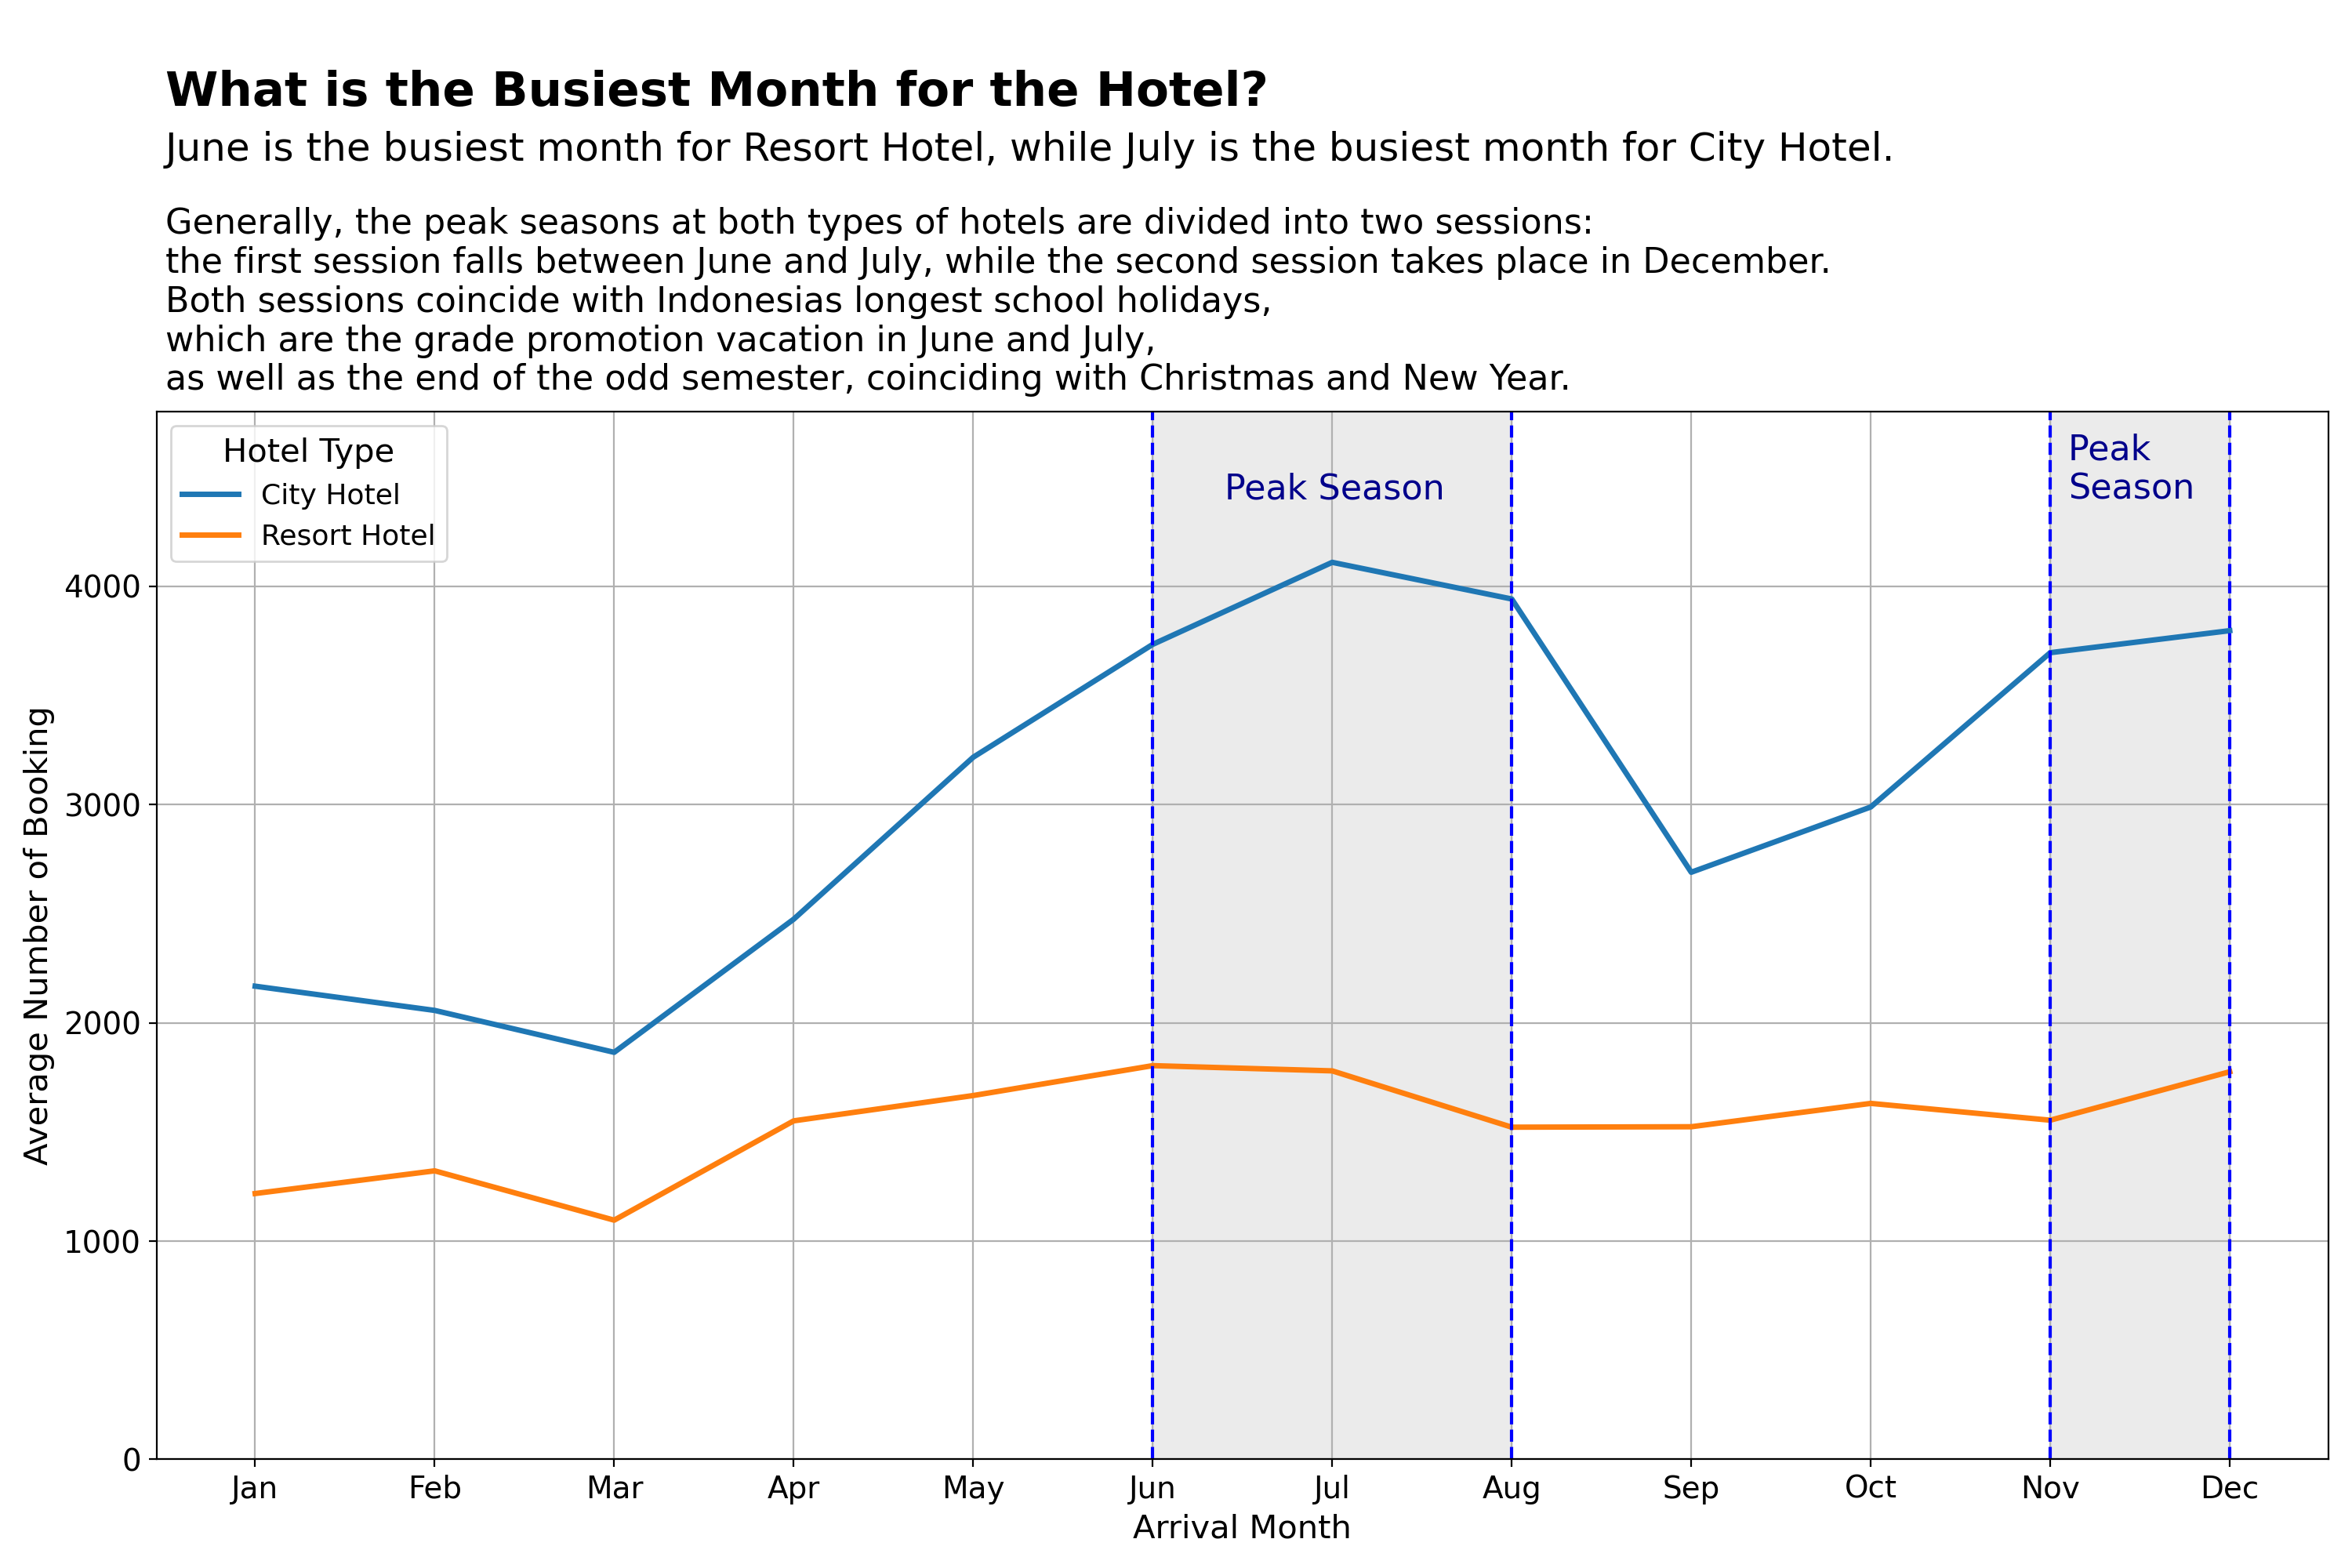 What is the Busiest Month for the Hotel?
June is the busiest month for Resort Hotel, while July is the busiest month for City Hotel.
Generally, the peak seasons at both types of hotels are divided into two sessions:
the first session falls between June and July, while the second session takes place in December.
Both sessions coincide with Indonesias longest school holidays,
which are the grade promotion vacation in June and July,
as well as the end of the odd semester, coinciding with Christmas and New Year.
Hotel Type
City Hotel
Resort Hotel
Peak Season
Peak
Season
4000
3000
2000
1000
0
Average Number of Booking
Jan Feb Mar Apr May Jun Jul Aug Sep Oct Nov Dec
Arrival Month